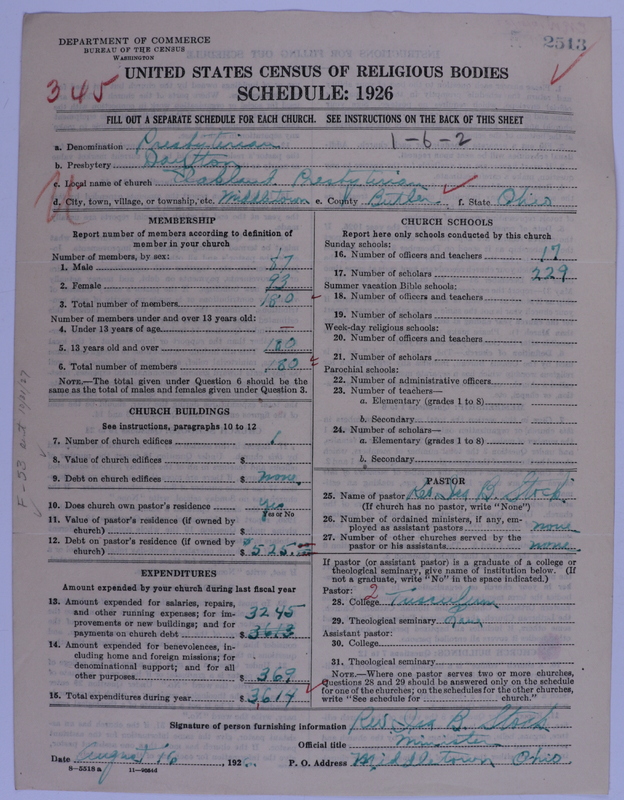 DEPARTMENT OF COMMERCE
BUREAU OF THE CENSUS
WASHINGTON
2513
345
UNITED STATES CENSUS OF RELIGIOUS BODIES
SCHEDULE: 1926
FILL OUT A SEPARATE SCHEDULE FOR EACH CHURCH. SEE INSTRUCTIONS ON THE BACK OF THIS SHEET
a. Denomination Presbyterian 1-6-2
b. Presbytery Dayton
c. Local name of church Oakland Presbyterian
d. City, town, village, or township, etc. Middletown e. County Butler f. State Ohio
MEMBERSHIP
Report number of members according to definition of member in your church
Number of members, by sex:
1. Male 87
2. Female 93
3. Total number of members 180
Number of members under and over 13 years old:
4. Under 13 years of age —
5. 13 years old and over 180
6. Total number of members 180
NOTE.—The total given under Question 6 should be the same as the total of males and females given under Question 3.
CHURCH BUILDINGS
See instructions, paragraphs 10 to 12
7. Number of church edifices 1
8. Value of church edifices $
9. Debt on church edifices $ none
10. Does church own pastor's residence yes
Yes or No
11. Value of pastor's residence (if owned by church) $
12. Debt on pastor's residence (if owned by church) $ 525
EXPENDITURES
Amount expended by your church during last fiscal year
13. Amount expended for salaries, repairs, and other running expenses; for improvements or new buildings; and for payments on church debt $ 3245
14. Amount expended for benevolences, including home and foreign missions; for denominational support; and for all other purposes $ 369
15. Total expenditures during year $ 3614
CHURCH SCHOOLS
Report here only schools conducted by this church
Sunday schools:
16. Number of officers and teachers 17
17. Number of scholars 229
Summer vacation Bible schools:
18. Number of officers and teachers
19. Number of scholars
Week-day religious schools:
20. Number of officers and teachers
21. Number of scholars
Parochial schools:
22. Number of administrative officers
23. Number of teachers—
a. Elementary (grades 1 to 8)
b. Secondary
24. Number of scholars—
a. Elementary (grades 1 to 8)
b. Secondary
PASTOR
25. Name of pastor Rev. Jas B. Stock
(If church has no pastor, write "None")
26. Number of ordained ministers, if any, employed as assistant pastors none
27. Number of other churches served by the pastor or his assistants none
If pastor (or assistant pastor) is a graduate of a college or theological seminary, give name of institution below. (If not a graduate, write "No" in the space indicated.)
Pastor: 2
28. College Tusculum
29. Theological seminary
Assistant pastor:
30. College
31. Theological seminary
NOTE.—Where one pastor serves two or more churches, Questions 28 and 29 should be answered only on the schedule for one of the churches; on the schedules for the other churches, write "See schedule for church."
Signature of person furnishing information Rev Jas B. Stock
Official title Minister
Date August 16 192 P. O. Address Middletown Ohio
8—5518 a